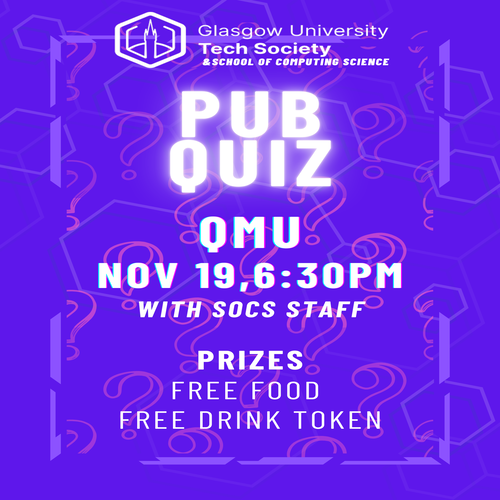 Glasgow University
Tech Society
& SCHOOL OF COMPUTING SCIENCE
PUB
QUIZ
QMU
NOV 19,6:30PM
WITH SOCS STAFF
PRIZES
FREE FOOD
FREE DRINK TOKEN